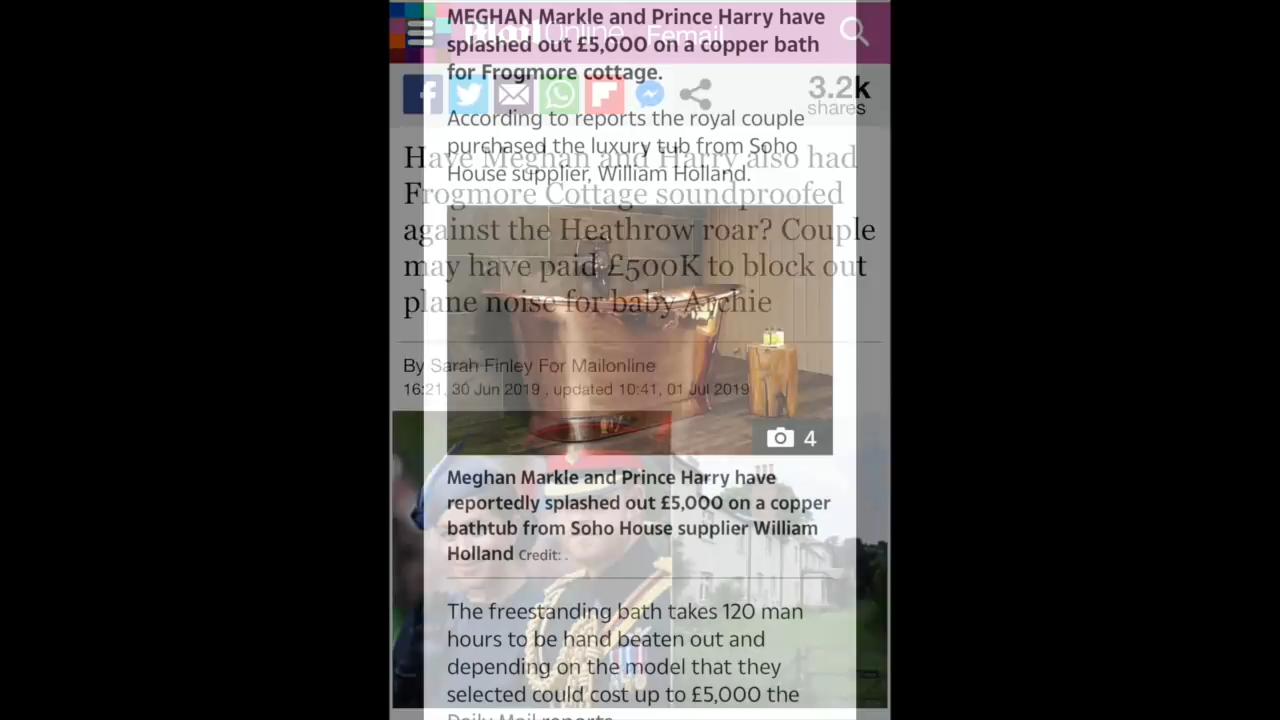 MEGHAN Markle and Prince Harry have
splashed out £5,000 on a copper bath
for Frogmore cottage.
Online Femail
3.2k
shares
According to reports the royal couple
purchased the luxury tub from Soho
House supplier, William Holland.
Have Meghan and Harry also had
Frogmore Cottage soundproofed
against the Heathrow roar? Couple
may have paid £500K to block out
plane noise for baby Archie
By Sarah Finley For Mailonline
16:21, 30 Jun 2019 , updated 10:41, 01 Jul 2019
4
Meghan Markle and Prince Harry have
reportedly splashed out £5,000 on a copper
bathtub from Soho House supplier William
Holland Credit: .
The freestanding bath takes 120 man
hours to be hand beaten out and
depending on the model that they
selected could cost up to £5,000 the
Daily Mail reports.